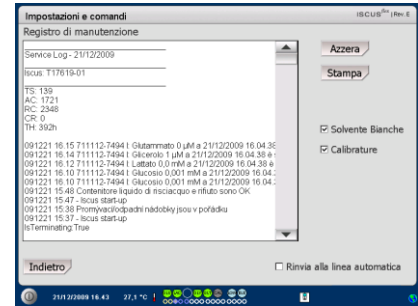 Impostazioni e comandi
ISCUSflex | Rev. E
Registro di manutenzione
Service Log - 21/12/2009
Iscus: T17619-01
TS: 139
AC: 1721
RC: 2348
CR: 0
TH: 392h
091221 16.15 711112-7494 I: Glutammato 0 µM a 21/12/2009 16.04.38
091221 16.14 711112-7494 I: Glicerolo 1 µM a 21/12/2009 16.04.38 è
091221 16.12 711112-7494 I: Lattato 0,0 mM a 21/12/2009 16.04.38 è
091221 16.10 711112-7494 I: Glucosio 0,001 mM a 21/12/2009 16.04.
091221 16.10 711112-7494 I: Glucosio 0,001 mM a 21/12/2009 16.04.
091221 15.48 Contenitore liquido di risciacquo e rifiuto sono OK
091221 15.47 - Iscus start-up
091221 15.38 Promývací/odpadní nádobky jsou v pořádku
091221 15.37 - Iscus start-up
IsTerminating:True
Azzera
Stampa
Solvente Bianche
Calibrature
Indietro
Rinvia alla linea automatica
21/12/2009 16.43
27,1 °C